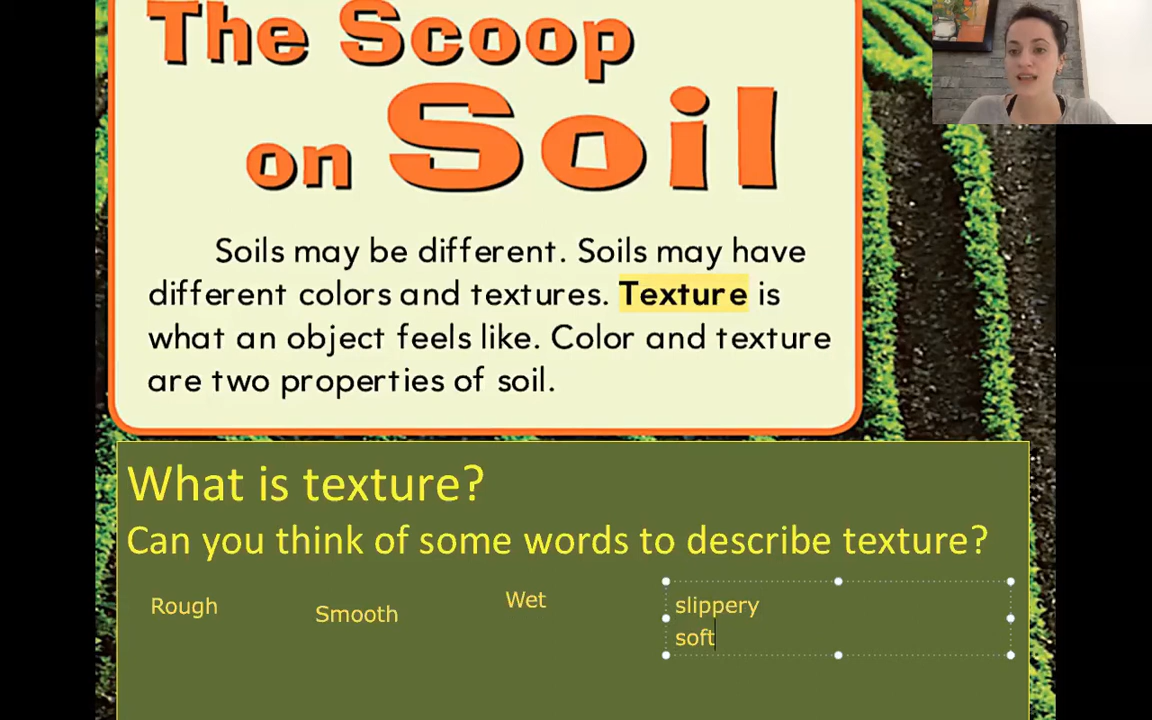 The Scoop
on Soil
Soils may be different. Soils may have
different colors and textures. Texture is
what an object feels like. Color and texture
are two properties of soil.
What is texture?
Can you think of some words to describe texture?
Rough
Smooth
Wet
slippery
soft